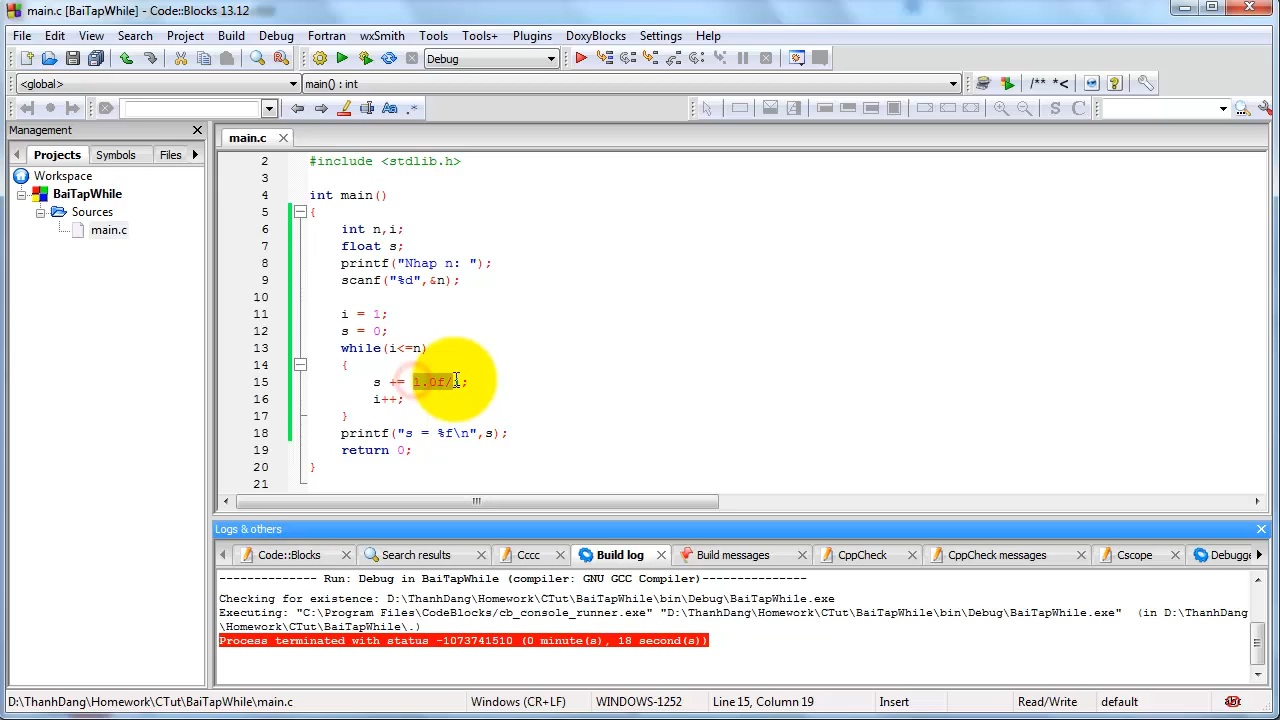 main.c [BaiTapWhile] - Code::Blocks 13.12
File Edit View Search Project Build Debug Fortran wxSmith Tools Tools+ Plugins DoxyBlocks Settings Help
Debug
<global> main() : int
/** *<
Management
Projects Symbols Files
Workspace
BaiTapWhile
Sources
main.c
main.c
2 #include <stdlib.h>
3
4 int main()
5 {
6 int n,i;
7 float s;
8 printf("Nhap n: ");
9 scanf("%d",&n);
10
11 i = 1;
12 s = 0;
13 while(i<=n)
14 {
15 s += 1.0f/i;
16 i++;
17 }
18 printf("s = %f\n",s);
19 return 0;
20 }
21
Logs & others
Code::Blocks Search results Cccc Build log Build messages CppCheck CppCheck messages Cscope Debugge
-------------- Run: Debug in BaiTapWhile (compiler: GNU GCC Compiler)---------------
Checking for existence: D:\ThanhDang\Homework\CTut\BaiTapWhile\bin\Debug\BaiTapWhile.exe
Executing: "C:\Program Files\CodeBlocks/cb_console_runner.exe" "D:\ThanhDang\Homework\CTut\BaiTapWhile\bin\Debug\BaiTapWhile.exe" (in D:\ThanhDang
\Homework\CTut\BaiTapWhile\.)
Process terminated with status -1073741510 (0 minute(s), 18 second(s))
D:\ThanhDang\Homework\CTut\BaiTapWhile\main.c Windows (CR+LF) WINDOWS-1252 Line 15, Column 19 Insert Read/Write default